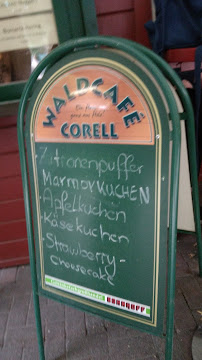 WALDCAFÉ
CORELL
Zitronenpuffer
MARMORKUCHEN
Apfelkuchen
Käsekuchen
Strawberry-
cheesecake